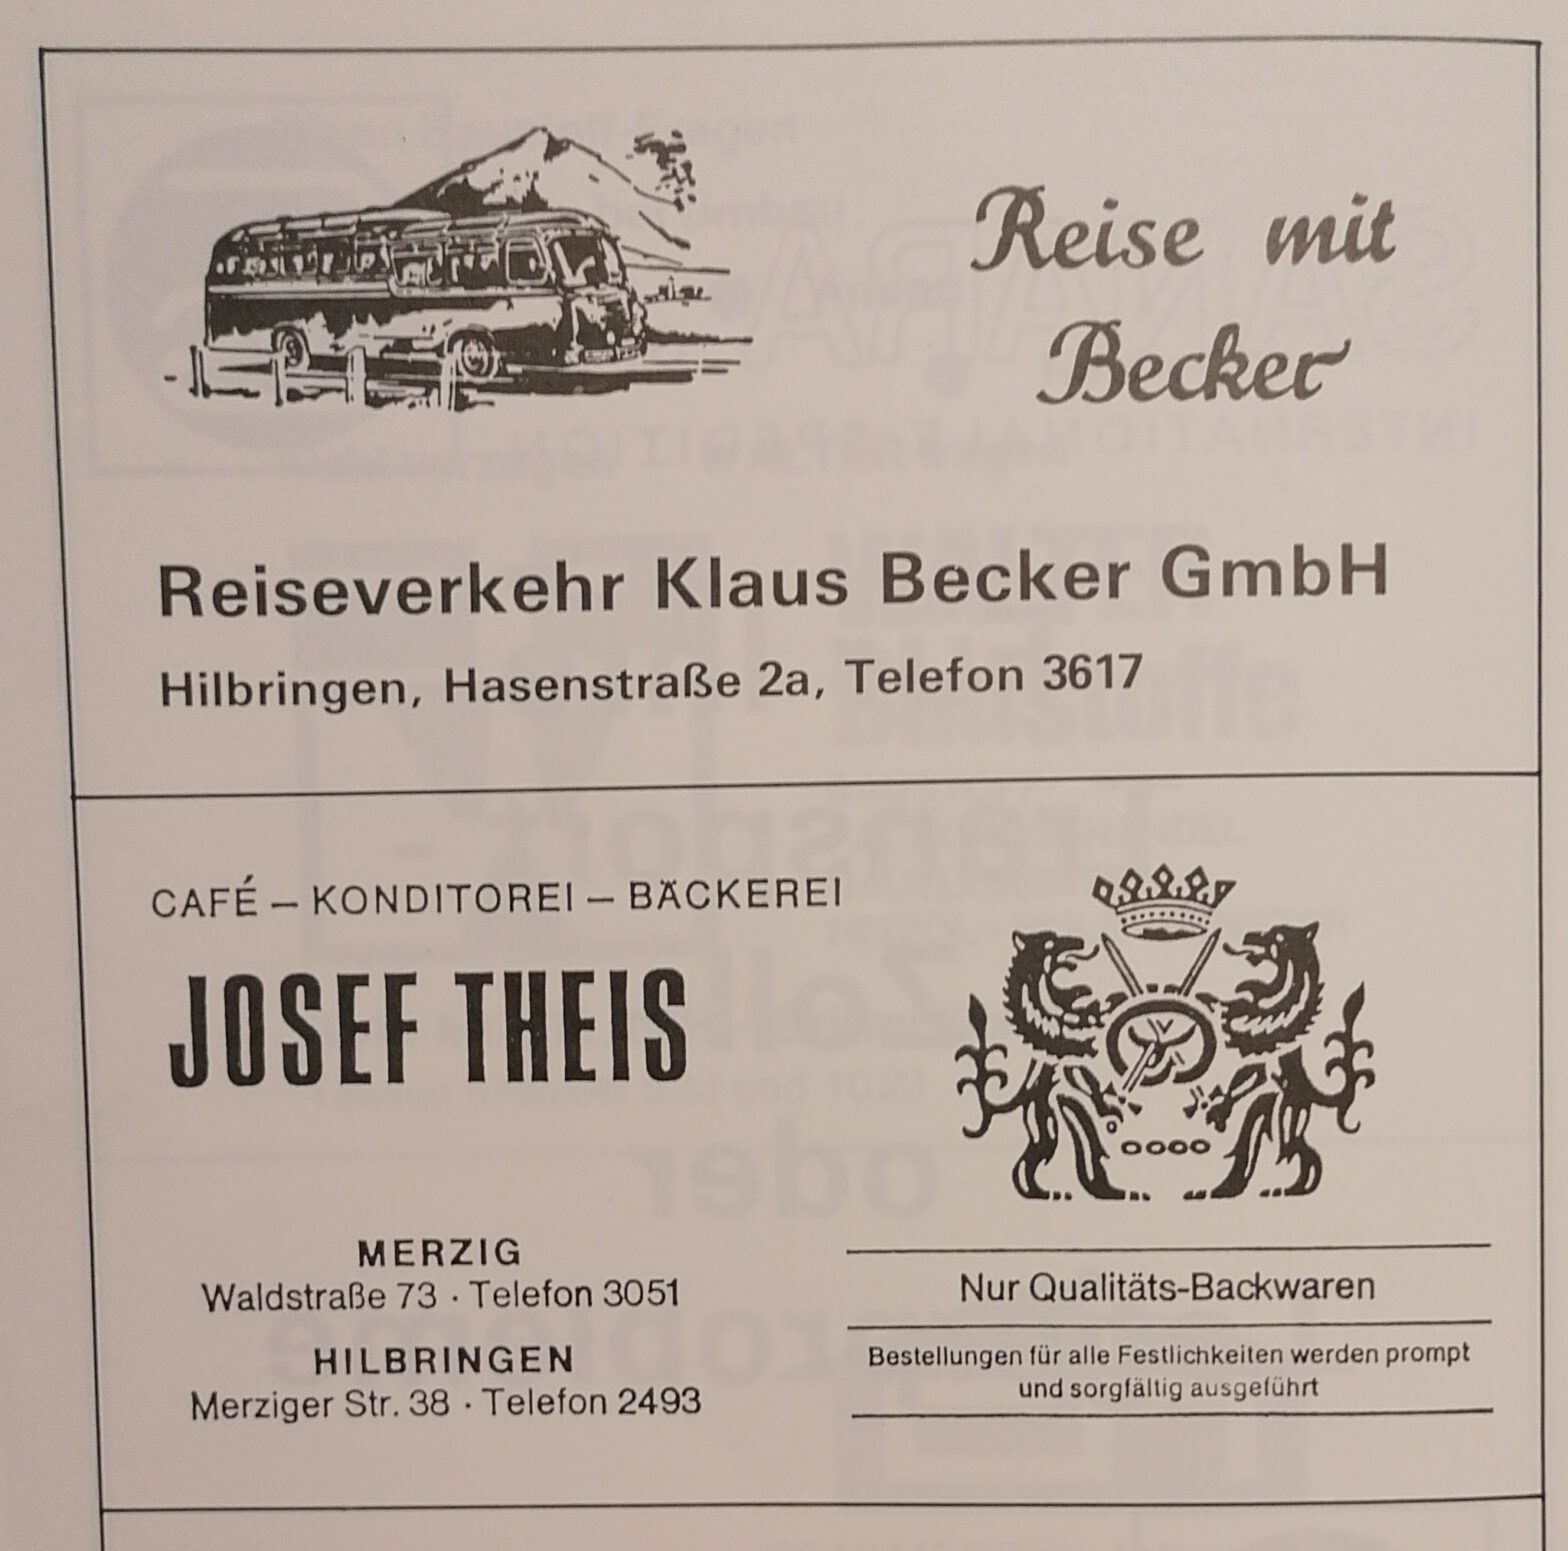 Reise mit
Becker
Reiseverkehr Klaus Becker GmbH
Hilbringen, Hasenstraße 2a, Telefon 3617
CAFÉ – KONDITOREI – BÄCKEREI
JOSEF THEIS
MERZIG
Waldstraße 73 · Telefon 3051
HILBRINGEN
Merziger Str. 38 · Telefon 2493
Nur Qualitäts-Backwaren
Bestellungen für alle Festlichkeiten werden prompt
und sorgfältig ausgeführt